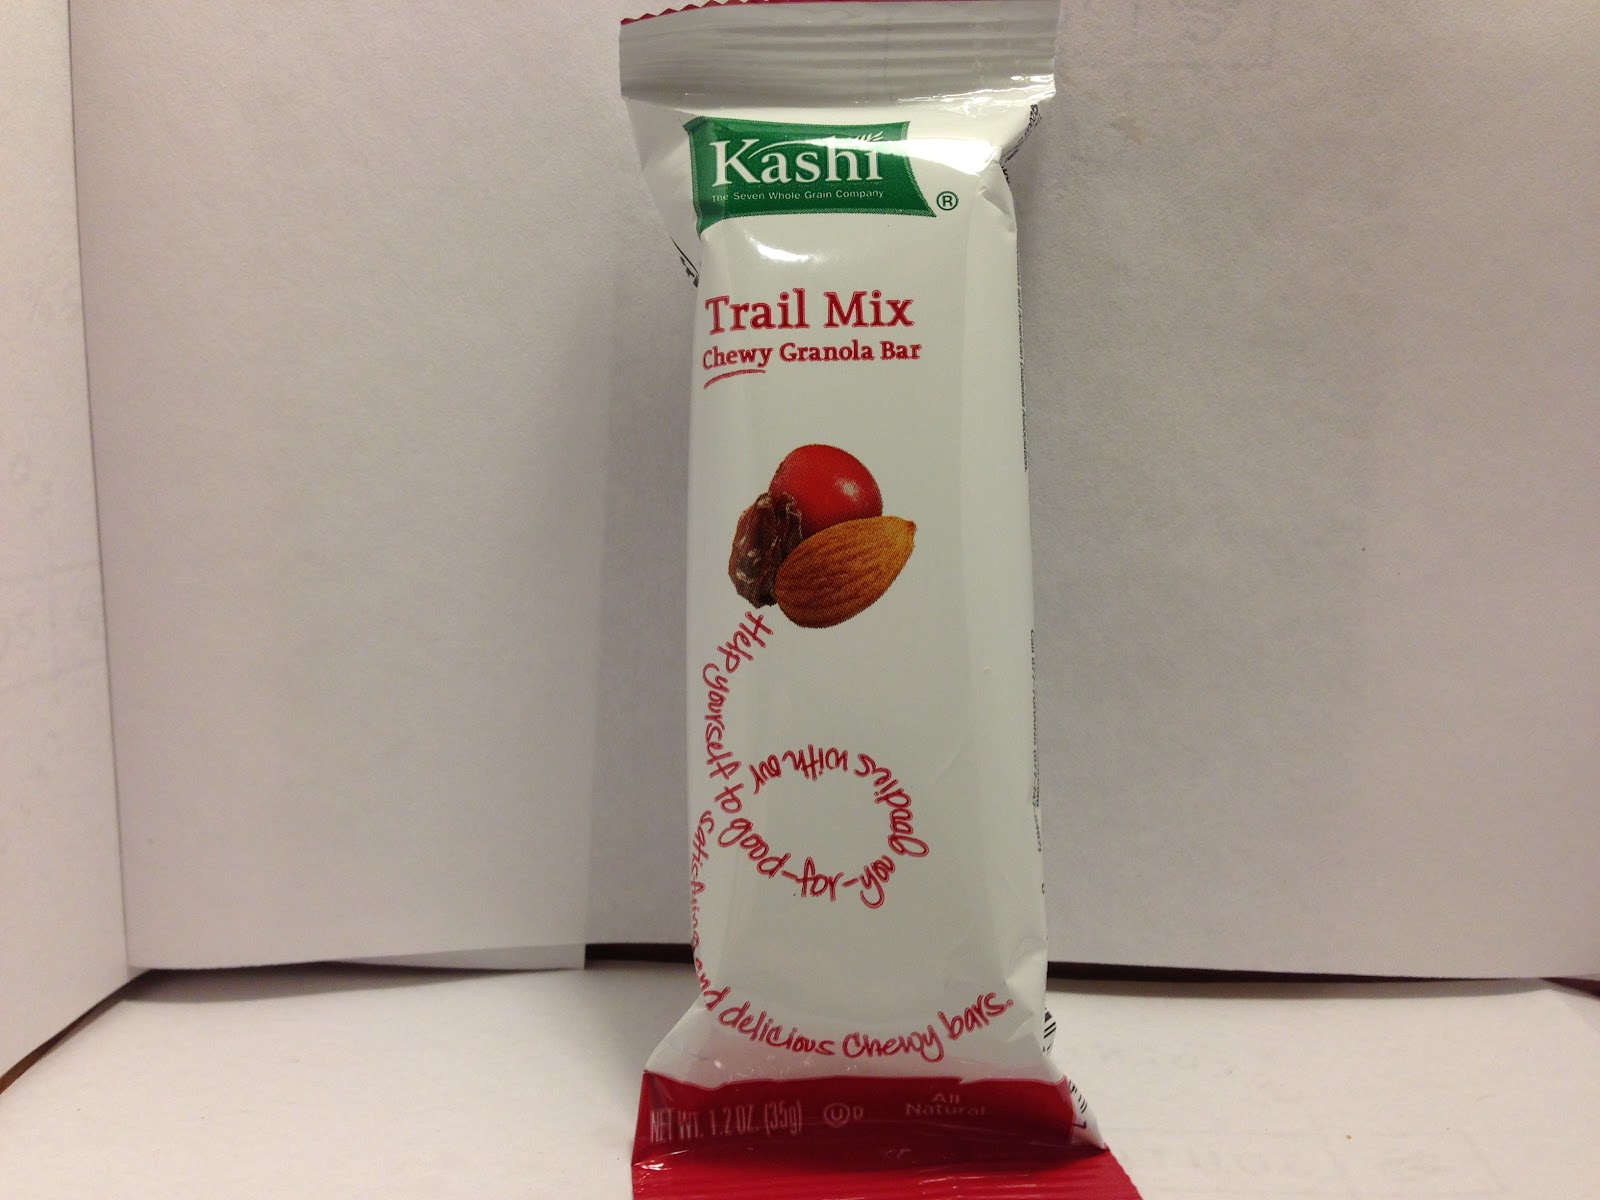 Kashi
The Seven Whole Grain Company
®
Trail Mix
Chewy Granola Bar
Help yourself to good-for-you goodies with our satisfying and delicious chewy bars.
NET WT. 1.2 OZ. (35g) U D
All
Natural